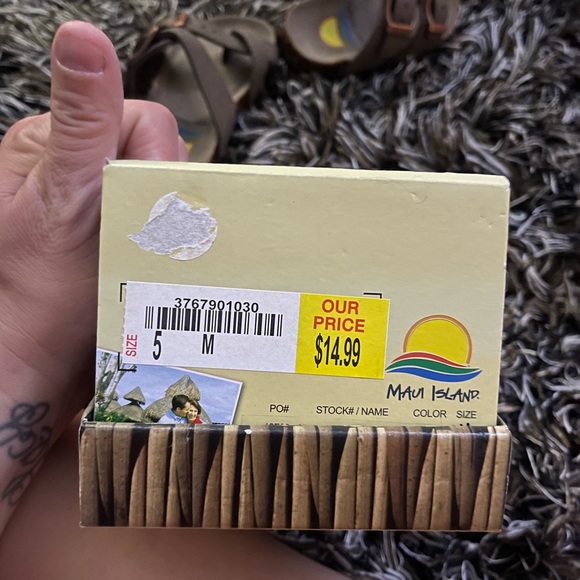 3767901030
SIZE
5 M
OUR
PRICE
$14.99
MAUI ISLAND
PO# STOCK# / NAME COLOR SIZE